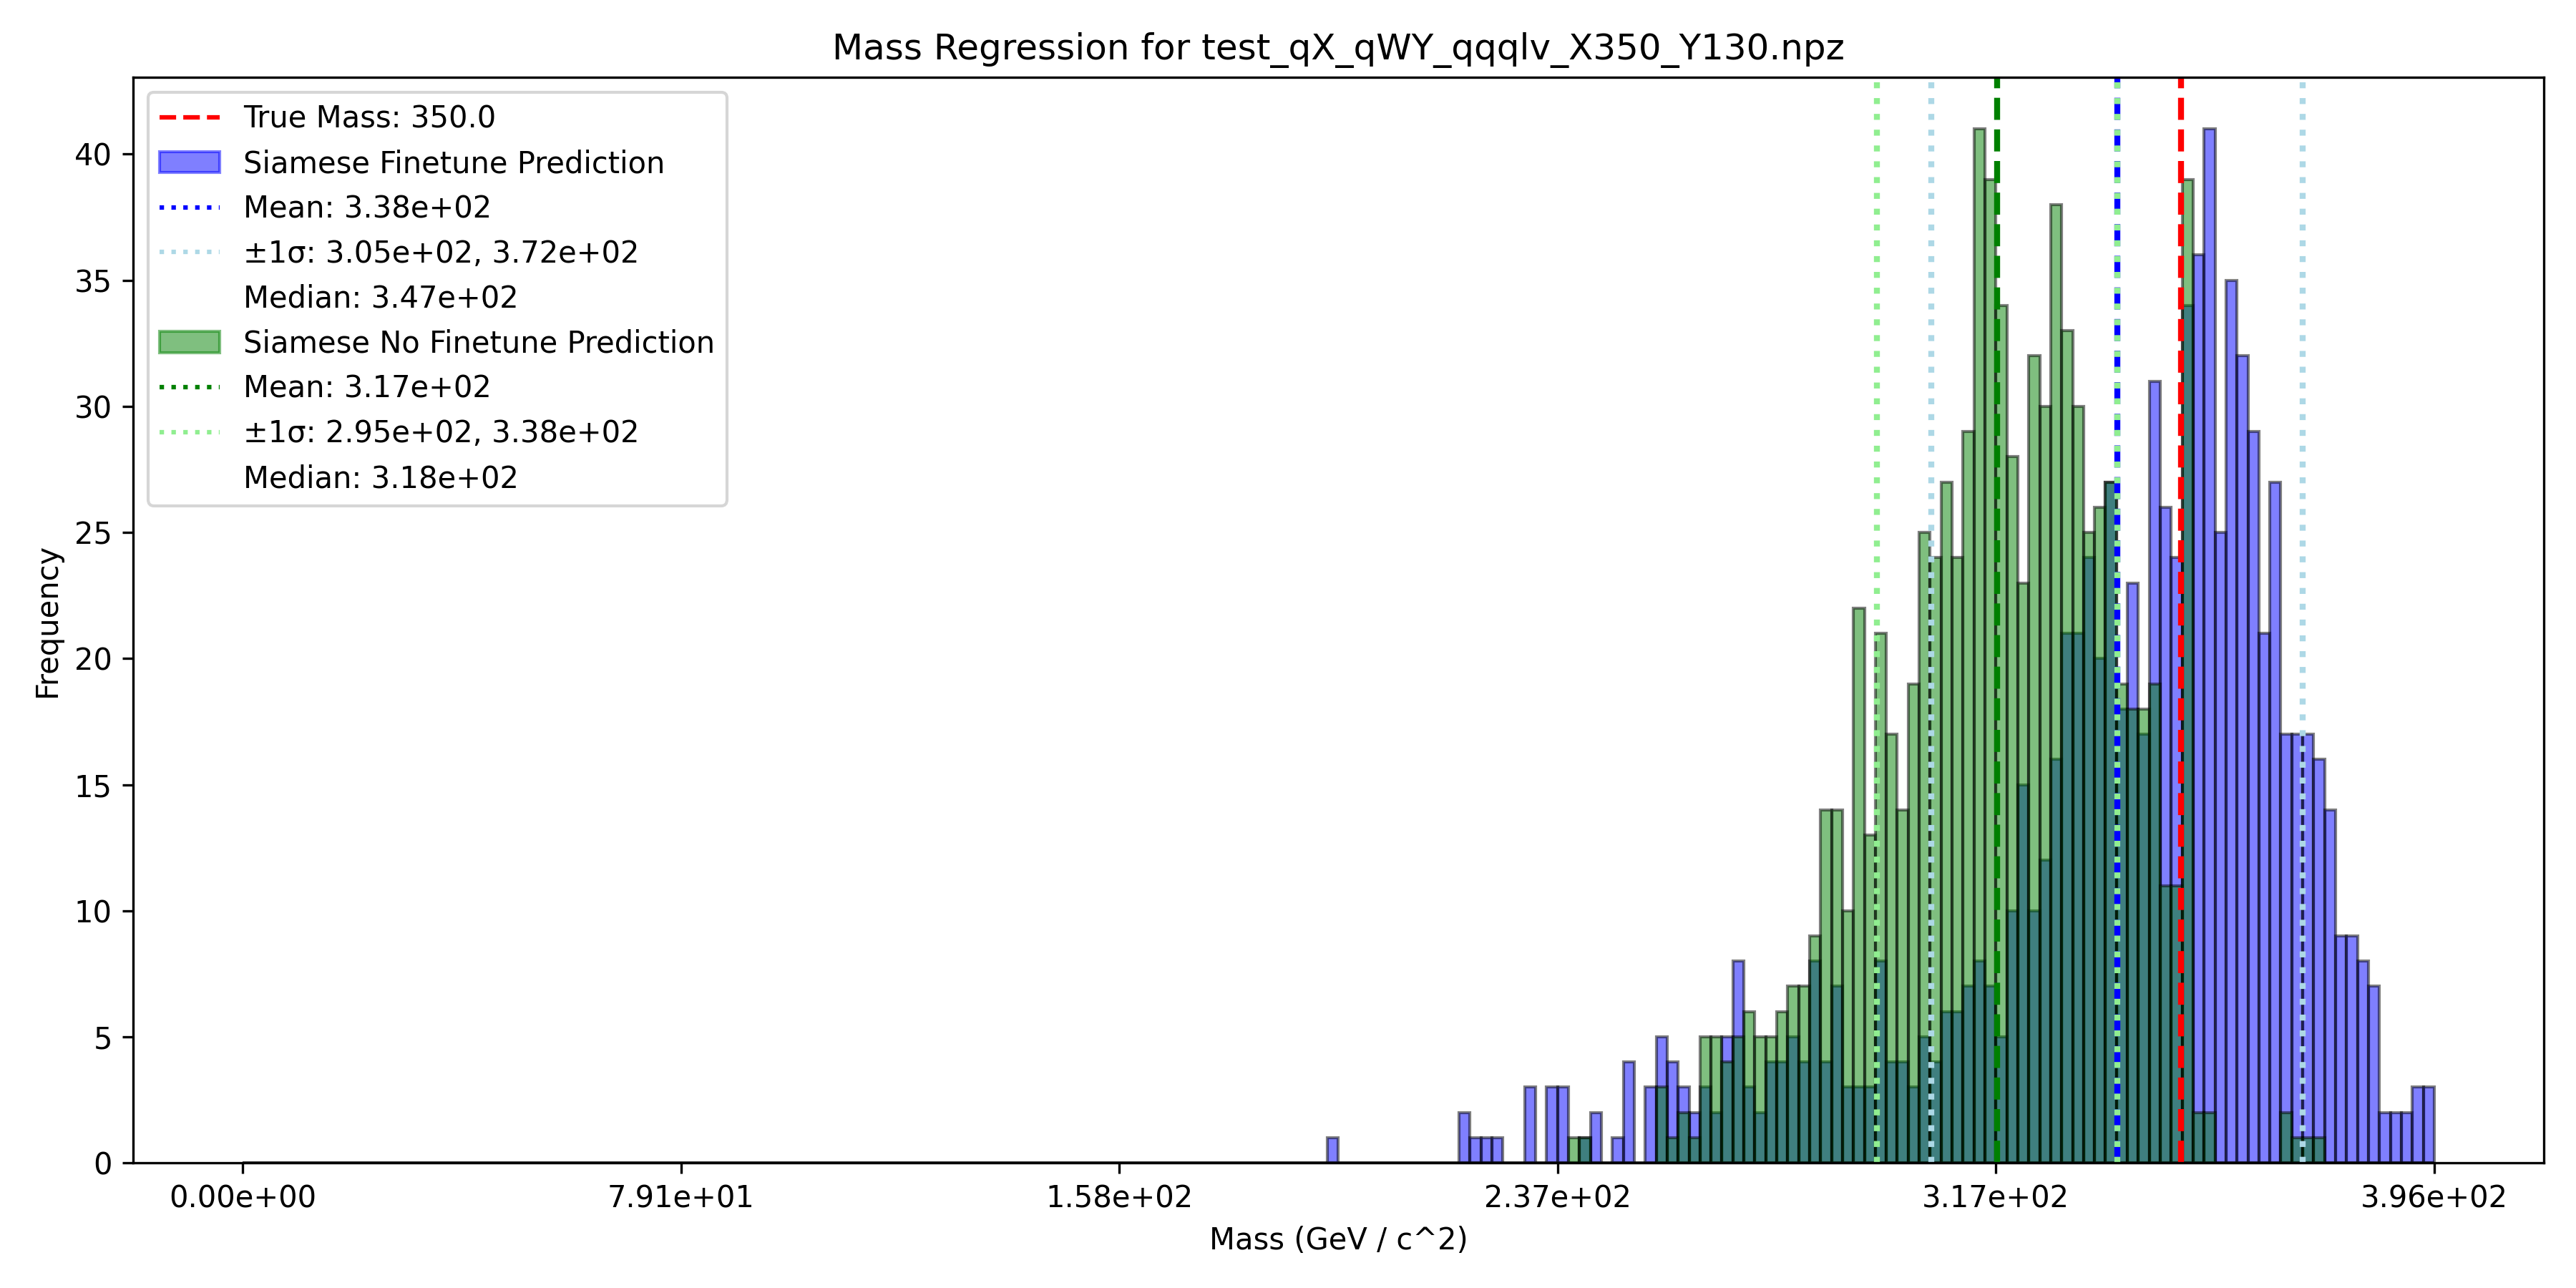 Mass Regression for test_qX_qWY_qqqlv_X350_Y130.npz
True Mass: 350.0
Siamese Finetune Prediction
Mean: 3.38e+02
±1σ: 3.05e+02, 3.72e+02
Median: 3.47e+02
Siamese No Finetune Prediction
Mean: 3.17e+02
±1σ: 2.95e+02, 3.38e+02
Median: 3.18e+02
Frequency
40
35
30
25
20
15
10
5
0
0.00e+00 7.91e+01 1.58e+02 2.37e+02 3.17e+02 3.96e+02
Mass (GeV / c^2)